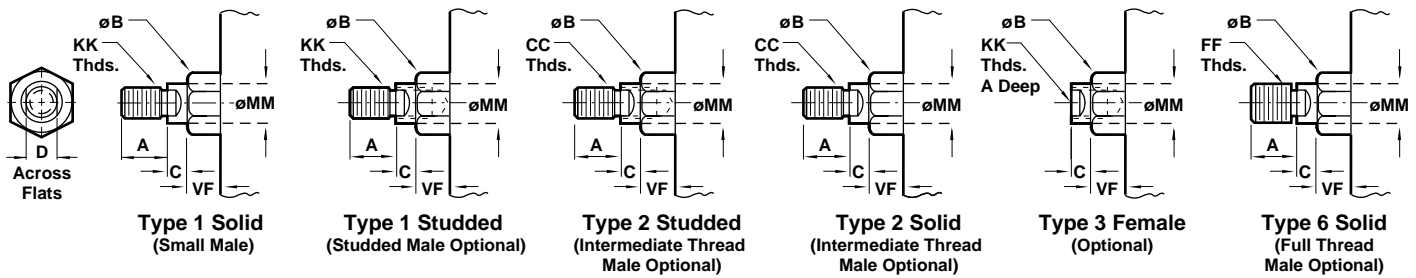 D
Across
Flats
øB
KK
Thds.
øMM
A
C
VF
Type 1 Solid
(Small Male)
øB
KK
Thds.
øMM
A
C
VF
Type 1 Studded
(Studded Male Optional)
øB
CC
Thds.
øMM
A
C
VF
Type 2 Studded
(Intermediate Thread
Male Optional)
øB
CC
Thds.
øMM
A
C
VF
Type 2 Solid
(Intermediate Thread
Male Optional)
øB
KK
Thds.
A Deep
øMM
C
VF
Type 3 Female
(Optional)
øB
FF
Thds.
øMM
A
C
VF
Type 6 Solid
(Full Thread
Male Optional)